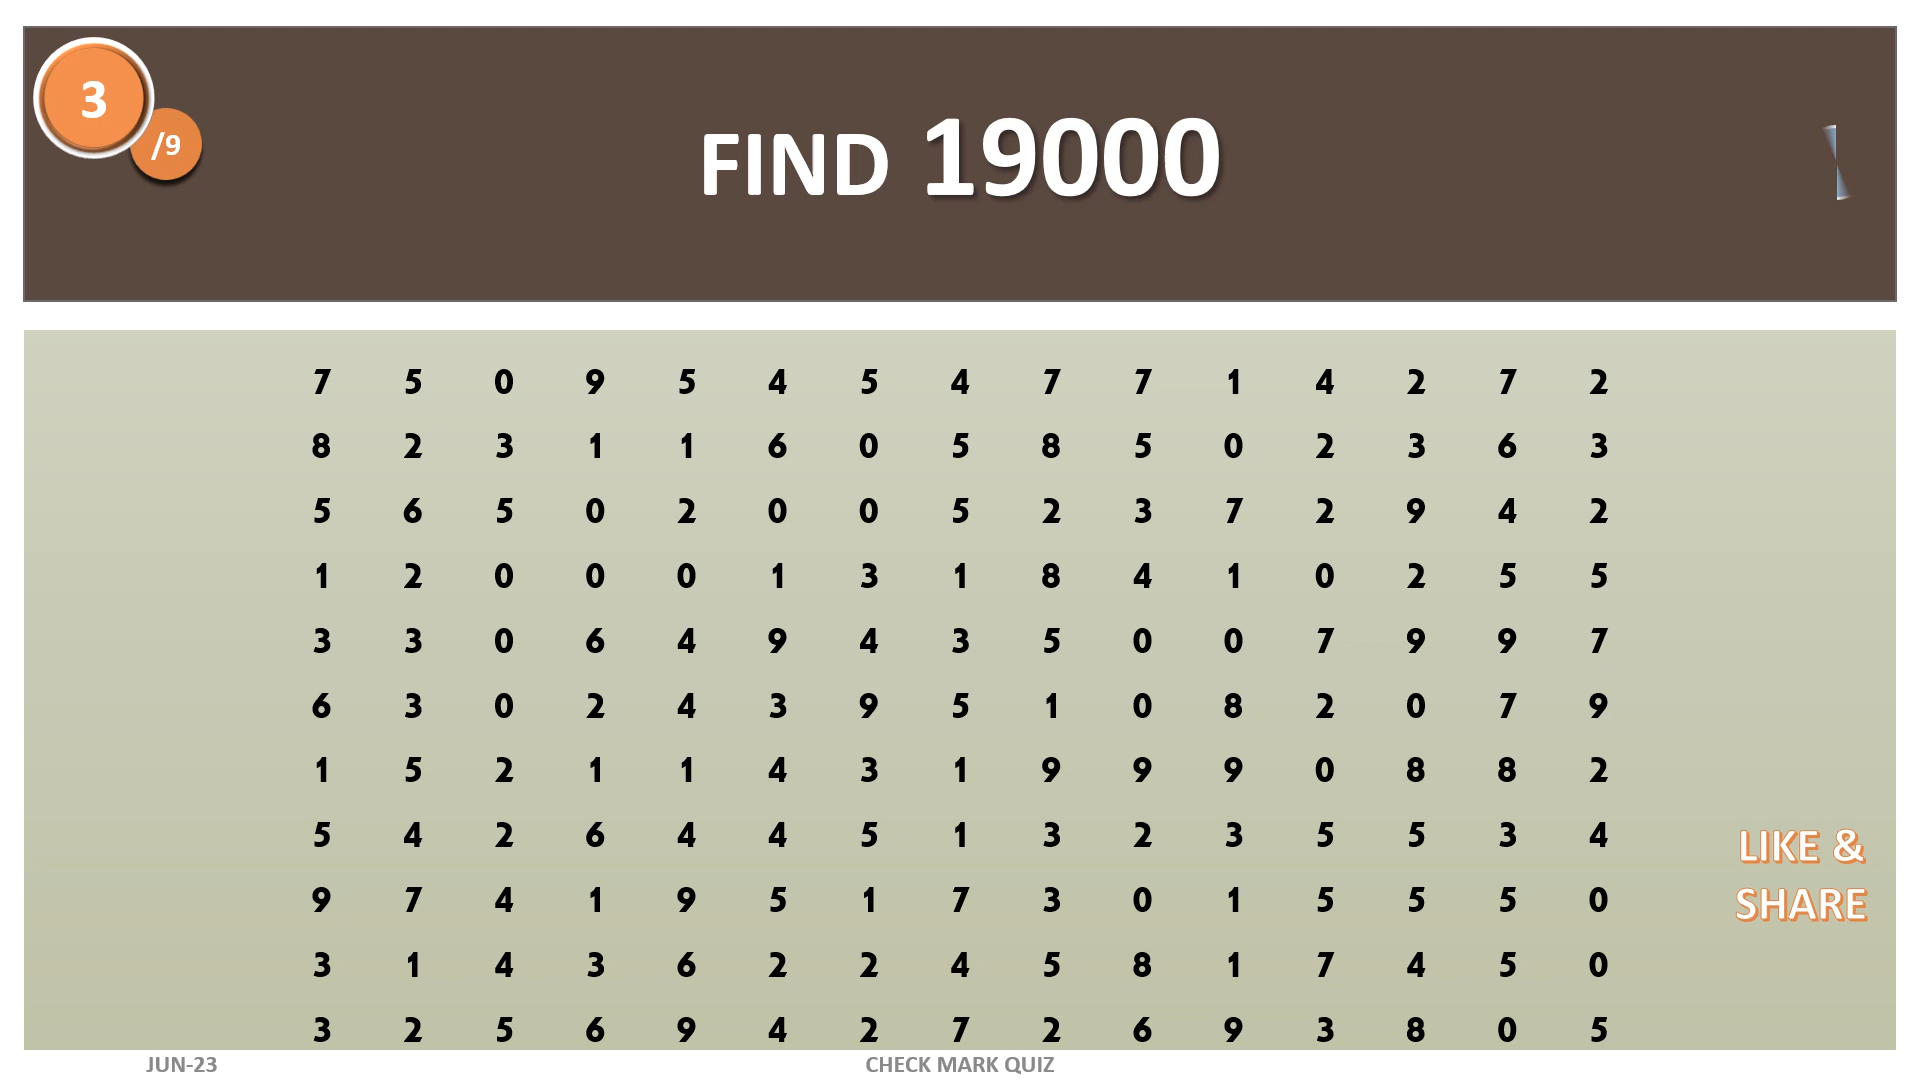 3
/9
FIND 19000
7 5 0 9 5 4 5 4 7 7 1 4 2 7 2
8 2 3 1 1 6 0 5 8 5 0 2 3 6 3
5 6 5 0 2 0 0 5 2 3 7 2 9 4 2
1 2 0 0 0 1 3 1 8 4 1 0 2 5 5
3 3 0 6 4 9 4 3 5 0 0 7 9 9 7
6 3 0 2 4 3 9 5 1 0 8 2 0 7 9
1 5 2 1 1 4 3 1 9 9 9 0 8 8 2
5 4 2 6 4 4 5 1 3 2 3 5 5 3 4
9 7 4 1 9 5 1 7 3 0 1 5 5 5 0
3 1 4 3 6 2 2 4 5 8 1 7 4 5 0
3 2 5 6 9 4 2 7 2 6 9 3 8 0 5
LIKE &
SHARE
JUN-23
CHECK MARK QUIZ